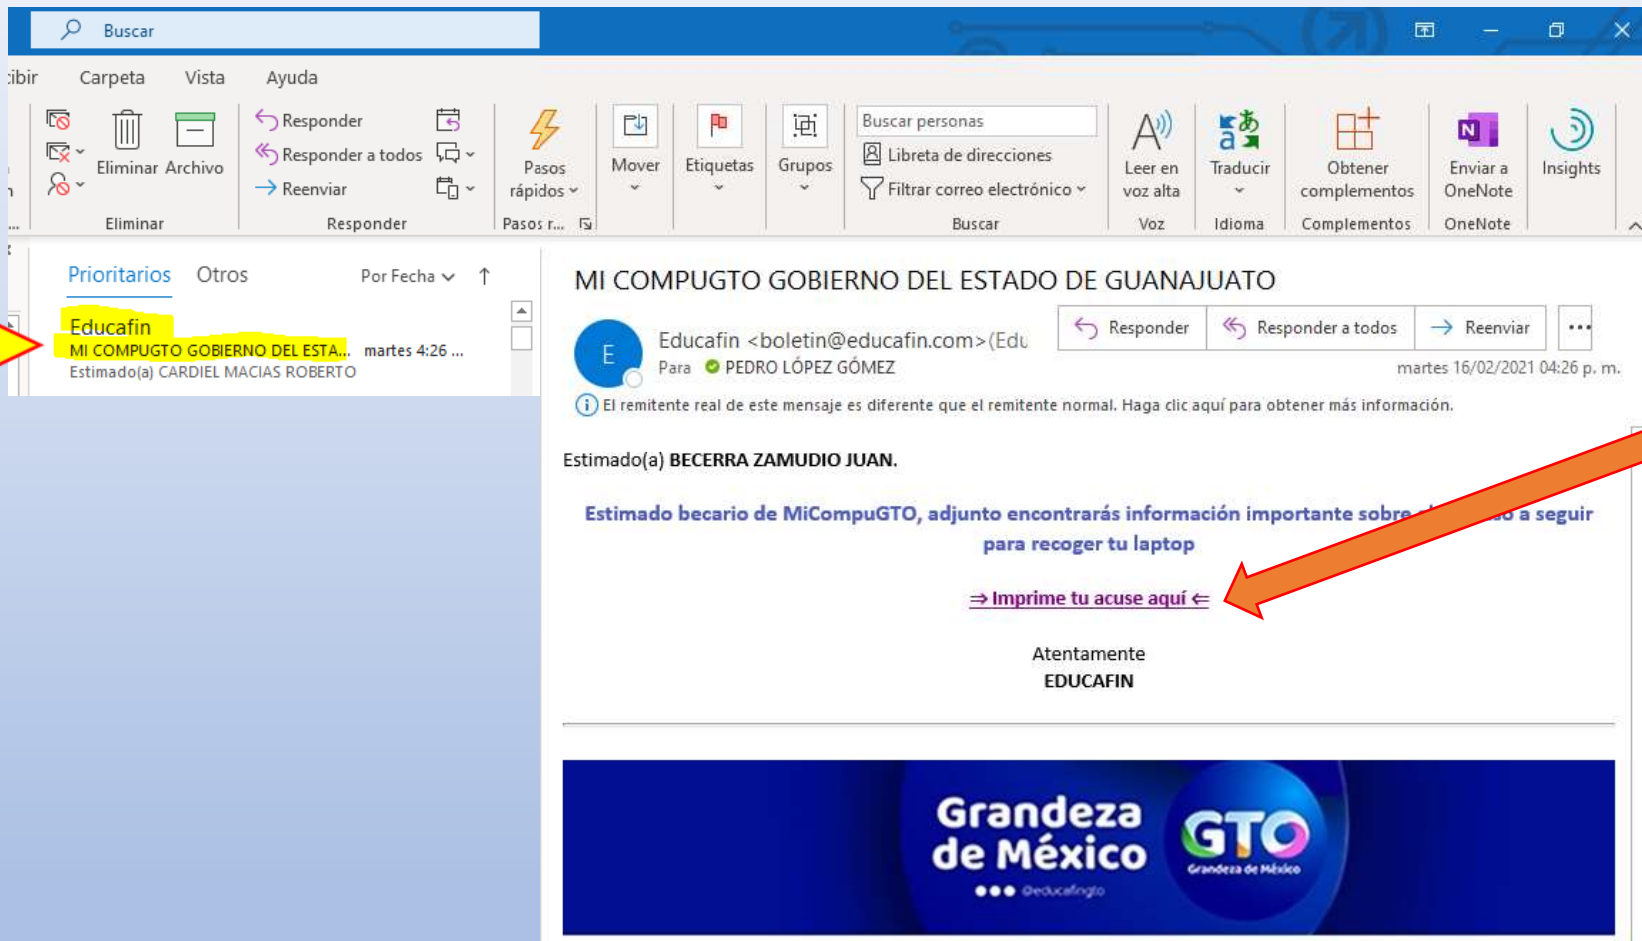 Buscar
Carpeta Vista Ayuda
Responder
Responder a todos
Reenviar
Eliminar Archivo
Pasos rápidos
Mover
Etiquetas
Grupos
Buscar personas
Libreta de direcciones
Filtrar correo electrónico
Leer en voz alta
Traducir
Obtener complementos
Enviar a OneNote
Insights
Eliminar
Responder
Pasos r...
Buscar
Voz
Idioma
Complementos
OneNote
Prioritarios Otros Por Fecha
Educafin
MI COMPUGTO GOBIERNO DEL ESTA... martes 4:26 ...
Estimado(a) CARDIEL MACIAS ROBERTO
MI COMPUGTO GOBIERNO DEL ESTADO DE GUANAJUATO
E
Educafin <boletin@educafin.com>(Edu
Responder
Responder a todos
Reenviar
Para PEDRO LÓPEZ GÓMEZ
martes 16/02/2021 04:26 p. m.
El remitente real de este mensaje es diferente que el remitente normal. Haga clic aquí para obtener más información.
Estimado(a) BECERRA ZAMUDIO JUAN.
Estimado becario de MiCompuGTO, adjunto encontrarás información importante sobre a seguir
para recoger tu laptop
⇒ Imprime tu acuse aquí ⇐
Atentamente
EDUCAFIN
Grandeza
de México
GTO
Grandeza de México
@educafingto